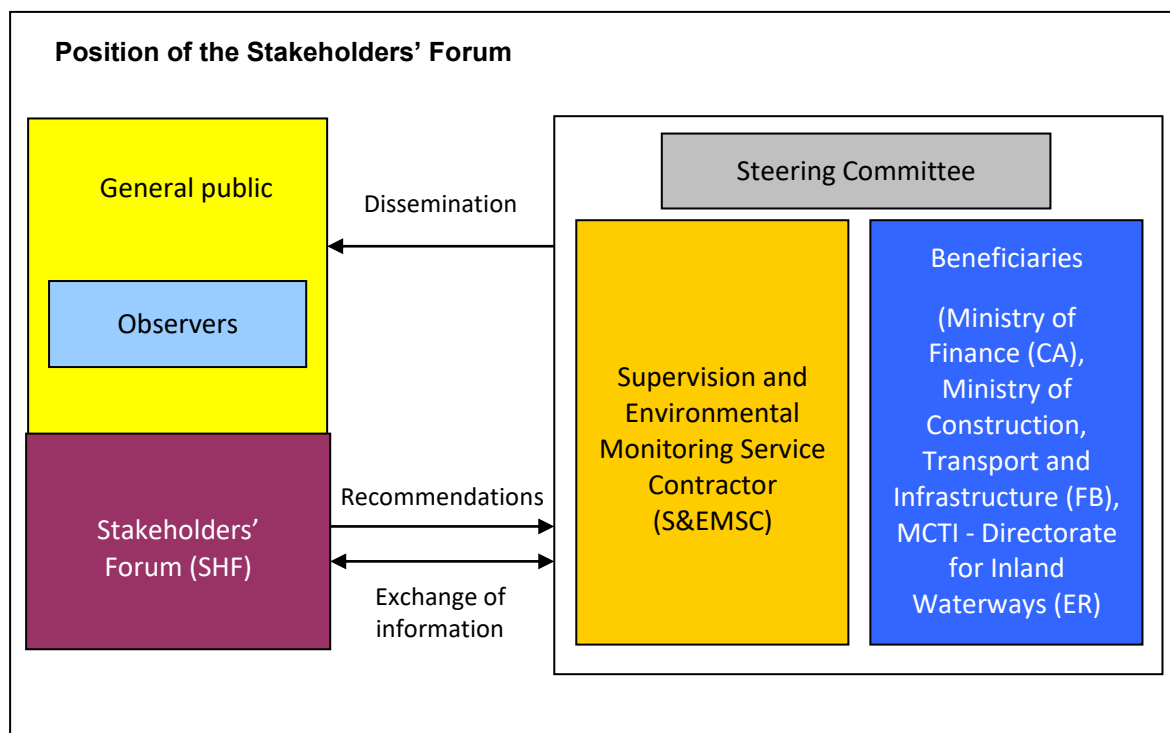 Position of the Stakeholders’ Forum
General public
Observers
Stakeholders’
Forum (SHF)
Dissemination
Recommendations
Exchange of
information
Steering Committee
Supervision and
Environmental
Monitoring Service
Contractor
(S&EMSC)
Beneficiaries
(Ministry of
Finance (CA),
Ministry of
Construction,
Transport and
Infrastructure (FB),
MCTI - Directorate
for Inland
Waterways (ER)